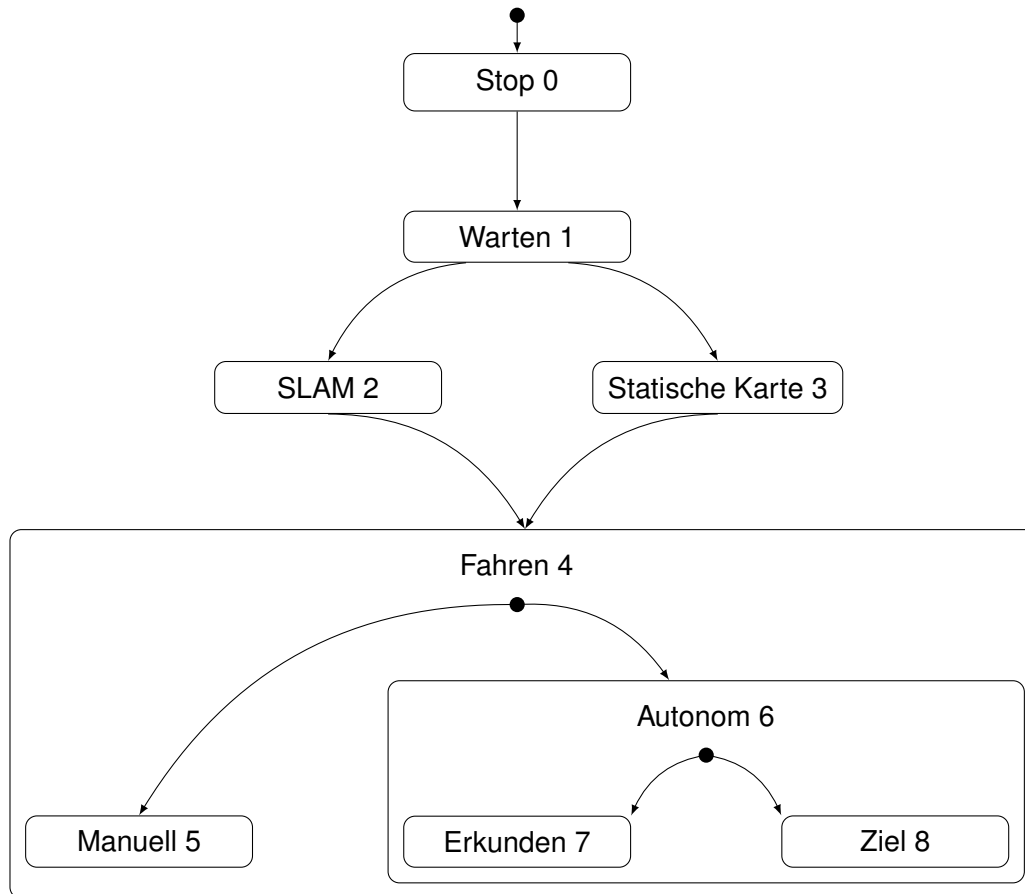 Stop 0
Warten 1
SLAM 2
Statische Karte 3
Fahren 4
Autonom 6
Manuell 5
Erkunden 7
Ziel 8